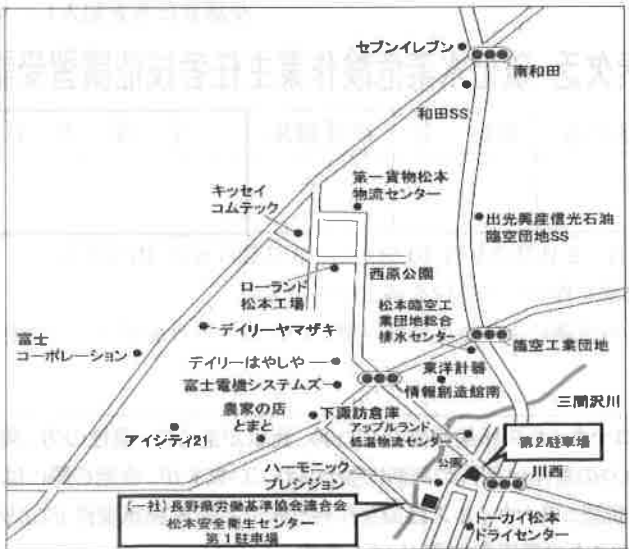 セブンイレブン
南和田
和田SS
第一貨物松本
物流センター
キッセイ
コムテック
出光興産信光石油
臨空団地SS
ローランド
松本工場
西原公園
松本臨空工
業団地総合
排水センター
臨空工業団地
デイリーヤマザキ
富士
コーポレーション
デイリーはやしや
富士電機システムズ
東洋計器
情報創造館南
三間沢川
農家の店
とまと
下諏訪倉庫
アップルランド
低温物流センター
アイシティ21
第2駐車場
公園
川西
ハーモニック
プレシジョン
(一社)長野県労働基準協会連合会
松本安全衛生センター
第1駐車場
トーカイ松本
ドライセンター